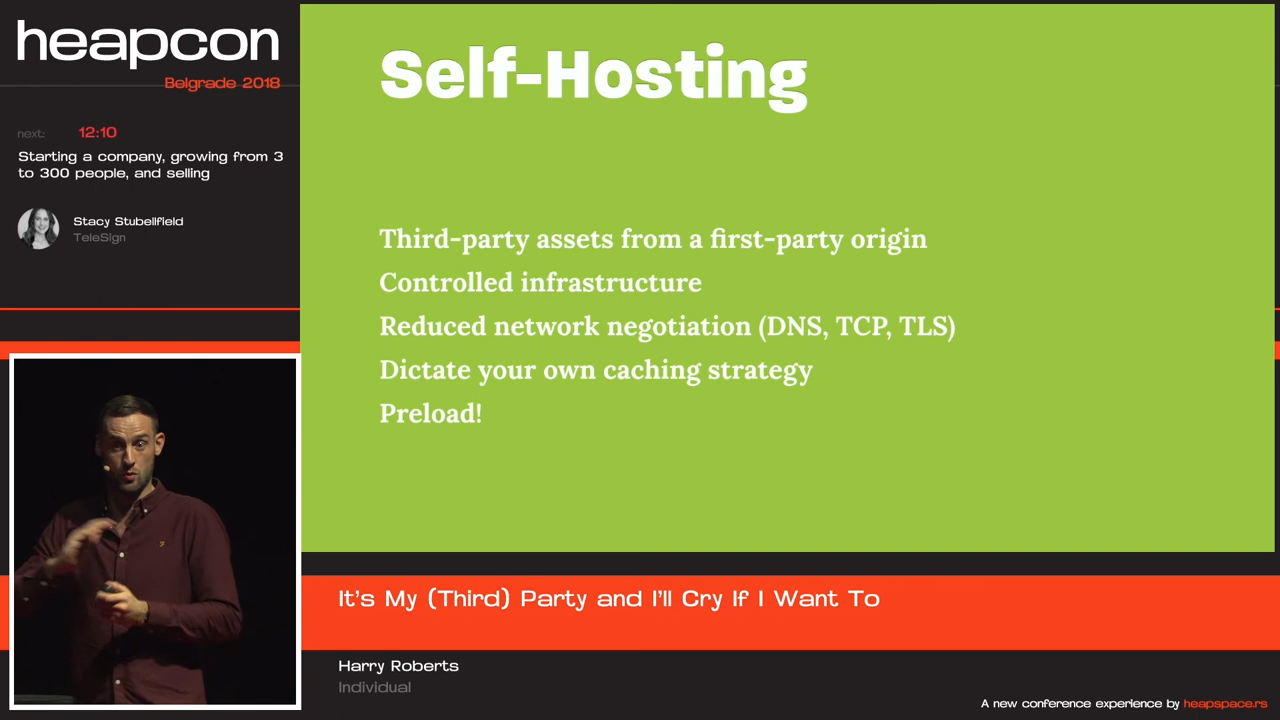 heapcon
Belgrade 2018
next: 12:10
Starting a company, growing from 3
to 300 people, and selling
Stacy Stubellfield
TeleSign
Self-Hosting
Third-party assets from a first-party origin
Controlled infrastructure
Reduced network negotiation (DNS, TCP, TLS)
Dictate your own caching strategy
Preload!
It's My (Third) Party and I'll Cry If I Want To
Harry Roberts
Individual
A new conference experience by heapspace.rs